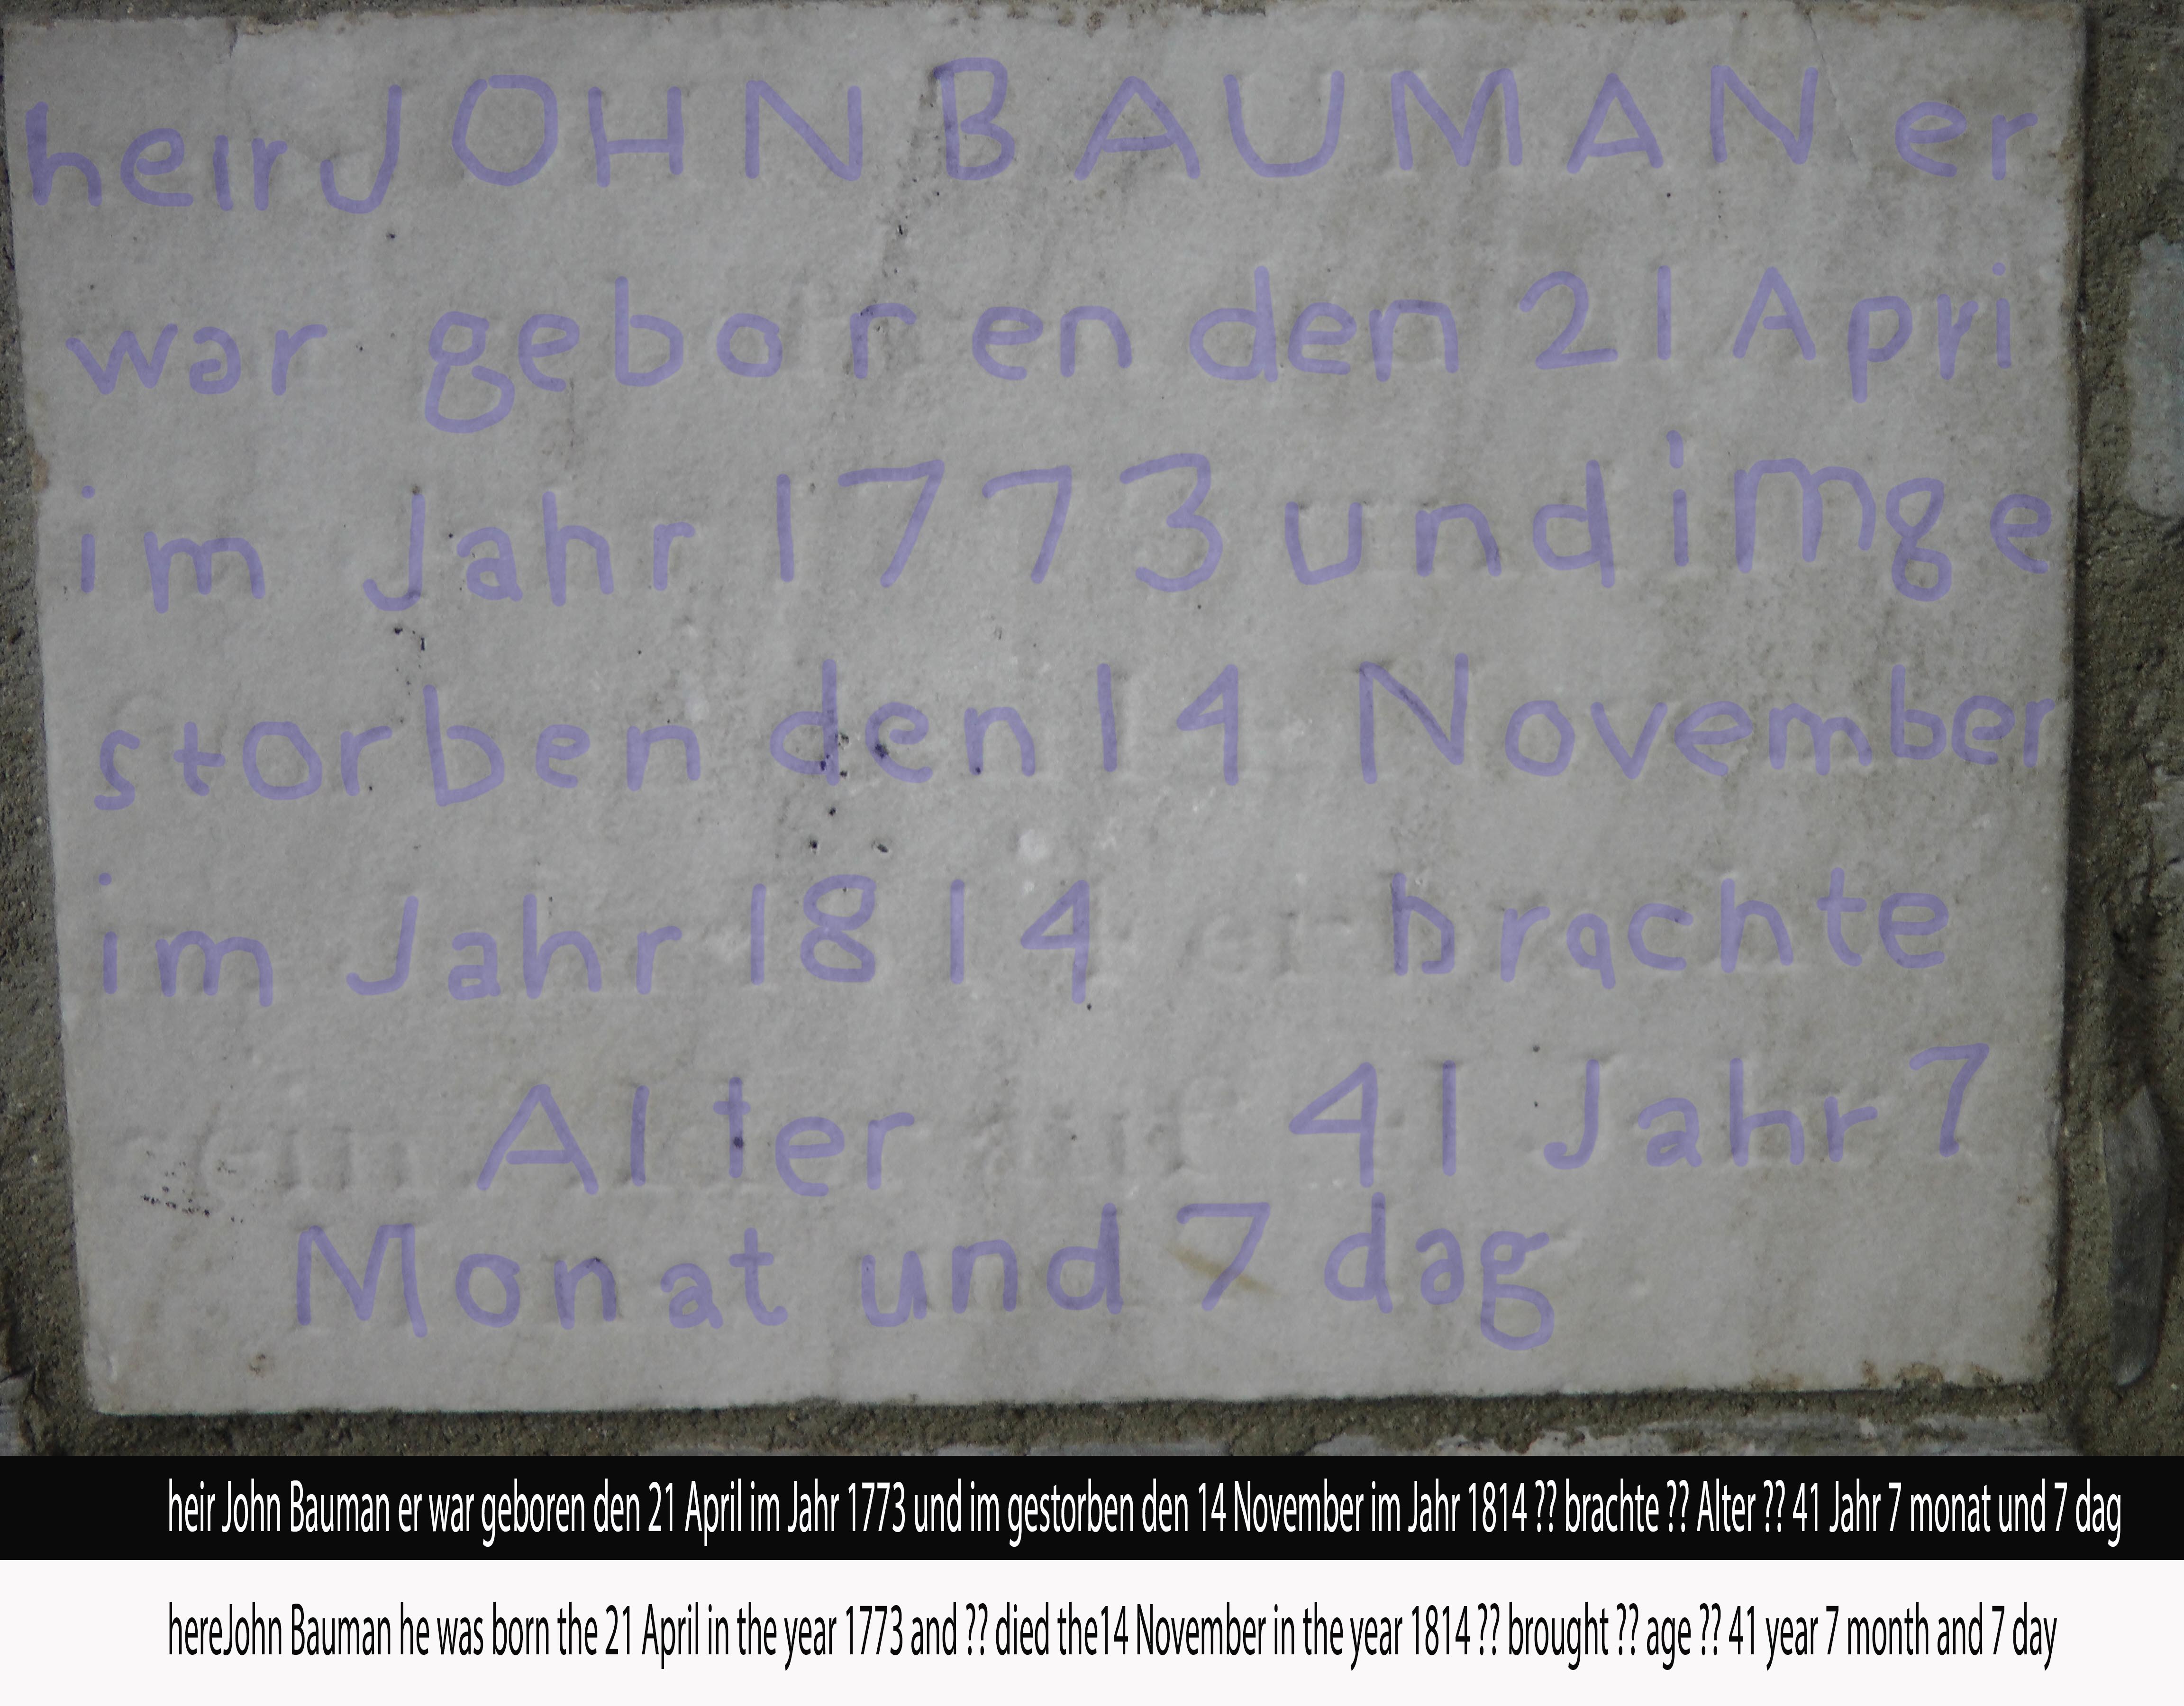 heir JOHN BAUMAN er
war geboren den 21 Apri
im Jahr 1773 und im ge
storben den 14 November
im Jahr 1814 er brachte
sein Alter auf 41 Jahr 7
Monat und 7 dag
heir John Bauman er war geboren den 21 April im Jahr 1773 und im gestorben den 14 November im Jahr 1814 ?? brachte ?? Alter ?? 41 Jahr 7 monat und 7 dag
hereJohn Bauman he was born the 21 April in the year 1773 and ?? died the14 November in the year 1814 ?? brought ?? age ?? 41 year 7 month and 7 day